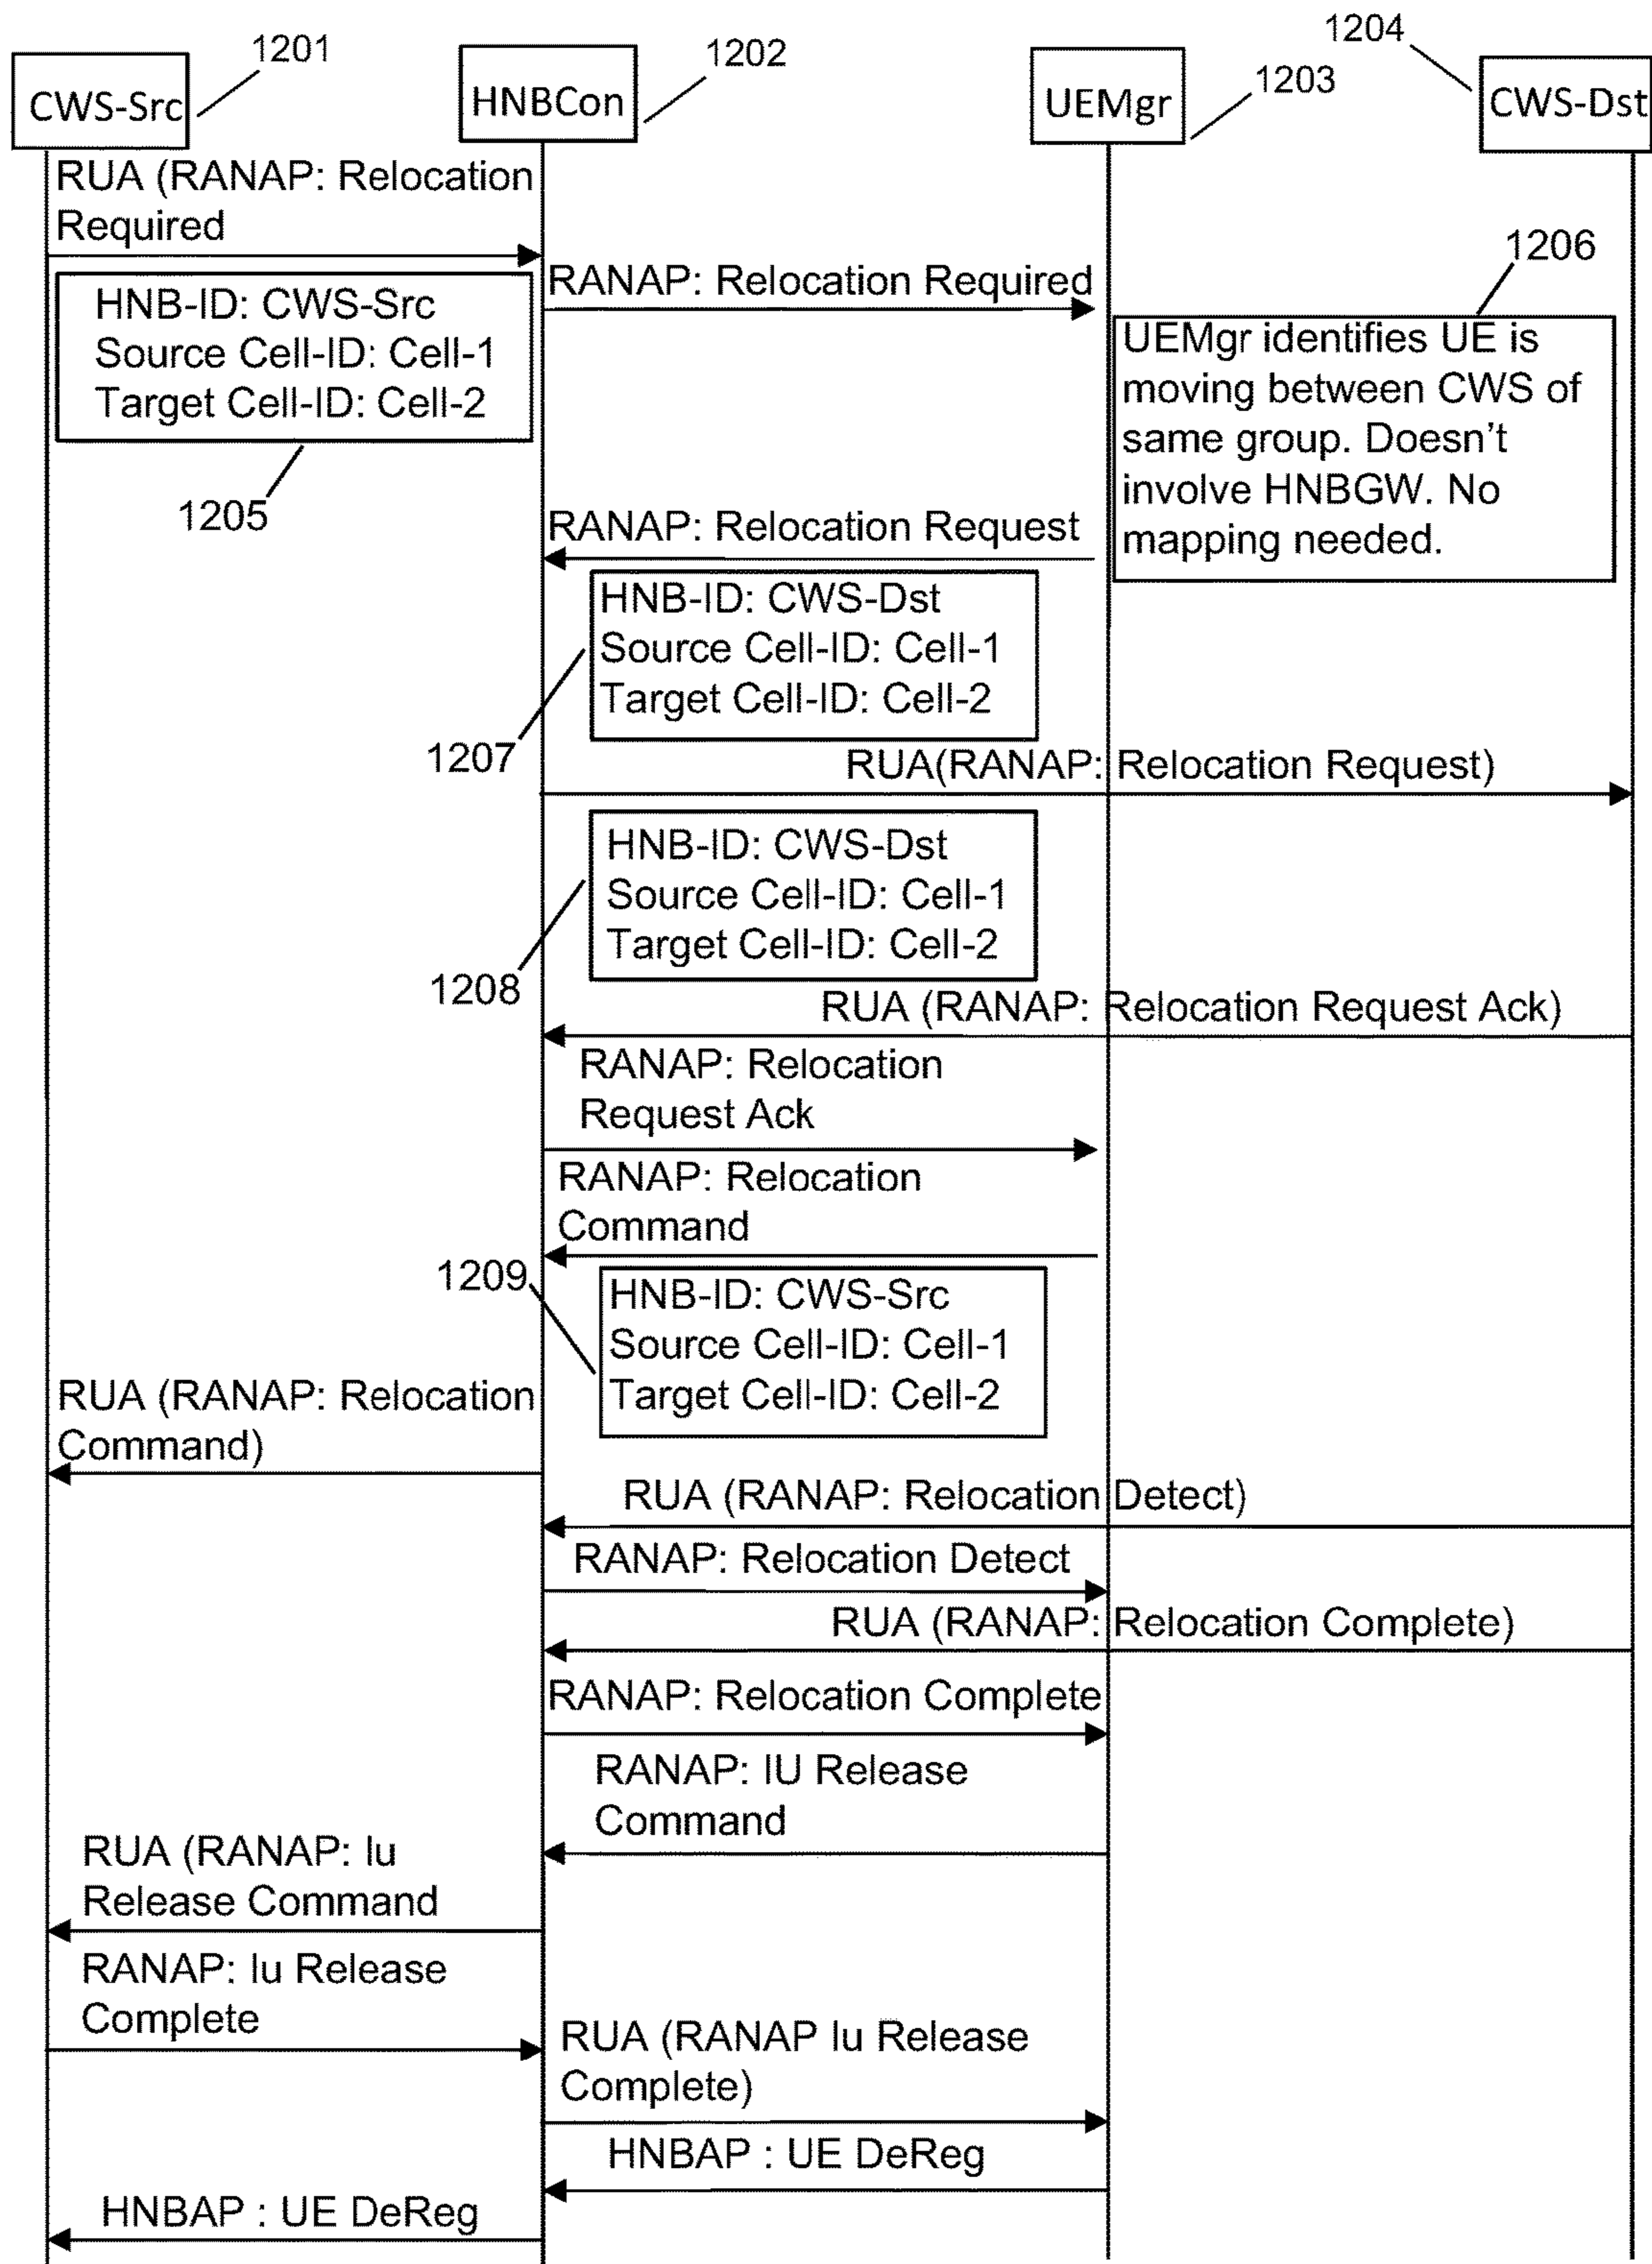 1201
1202
1203
1204
CWS-Src
HNBCon
UEMgr
CWS-Dst
RUA (RANAP: Relocation
Required
HNB-ID: CWS-Src
Source Cell-ID: Cell-1
Target Cell-ID: Cell-2
1205
RANAP: Relocation Required
1206
UEMgr identifies UE is
moving between CWS of
same group. Doesn't
involve HNBGW. No
mapping needed.
RANAP: Relocation Request
HNB-ID: CWS-Dst
Source Cell-ID: Cell-1
Target Cell-ID: Cell-2
1207
RUA(RANAP: Relocation Request)
HNB-ID: CWS-Dst
Source Cell-ID: Cell-1
Target Cell-ID: Cell-2
1208
RUA (RANAP: Relocation Request Ack)
RANAP: Relocation
Request Ack
RANAP: Relocation
Command
1209
HNB-ID: CWS-Src
Source Cell-ID: Cell-1
Target Cell-ID: Cell-2
RUA (RANAP: Relocation
Command)
RUA (RANAP: Relocation Detect)
RANAP: Relocation Detect
RUA (RANAP: Relocation Complete)
RANAP: Relocation Complete
RANAP: IU Release
Command
RUA (RANAP: Iu
Release Command
RANAP: Iu Release
Complete
RUA (RANAP Iu Release
Complete)
HNBAP : UE DeReg
HNBAP : UE DeReg